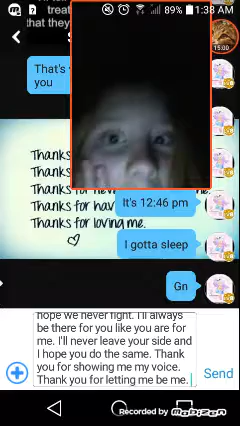 treat
89% 1:38 AM
that they
15:00
That's
you
Thanks
Thanks
Thanks for never me.
Thanks for hav
Thanks for loving me.
It's 12:46 pm
I gotta sleep
Gn
hope we never fight. I'll always
be there for you like you are for
me. I'll never leave your side and
I hope you do the same. Thank
you for showing me my voice.
Thank you for letting me be me.
Send
Recorded by Mobizen